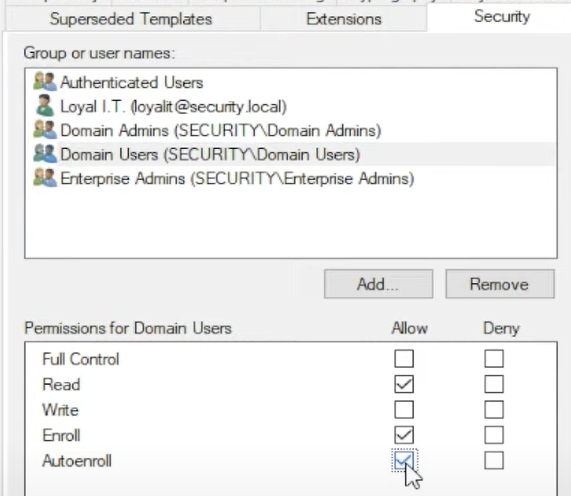 Superseded Templates Extensions Security
Group or user names:
Authenticated Users
Loyal I.T. (loyalit@security.local)
Domain Admins (SECURITY\Domain Admins)
Domain Users (SECURITY\Domain Users)
Enterprise Admins (SECURITY\Enterprise Admins)
Add... Remove
Permissions for Domain Users Allow Deny
Full Control
Read
Write
Enroll
Autoenroll